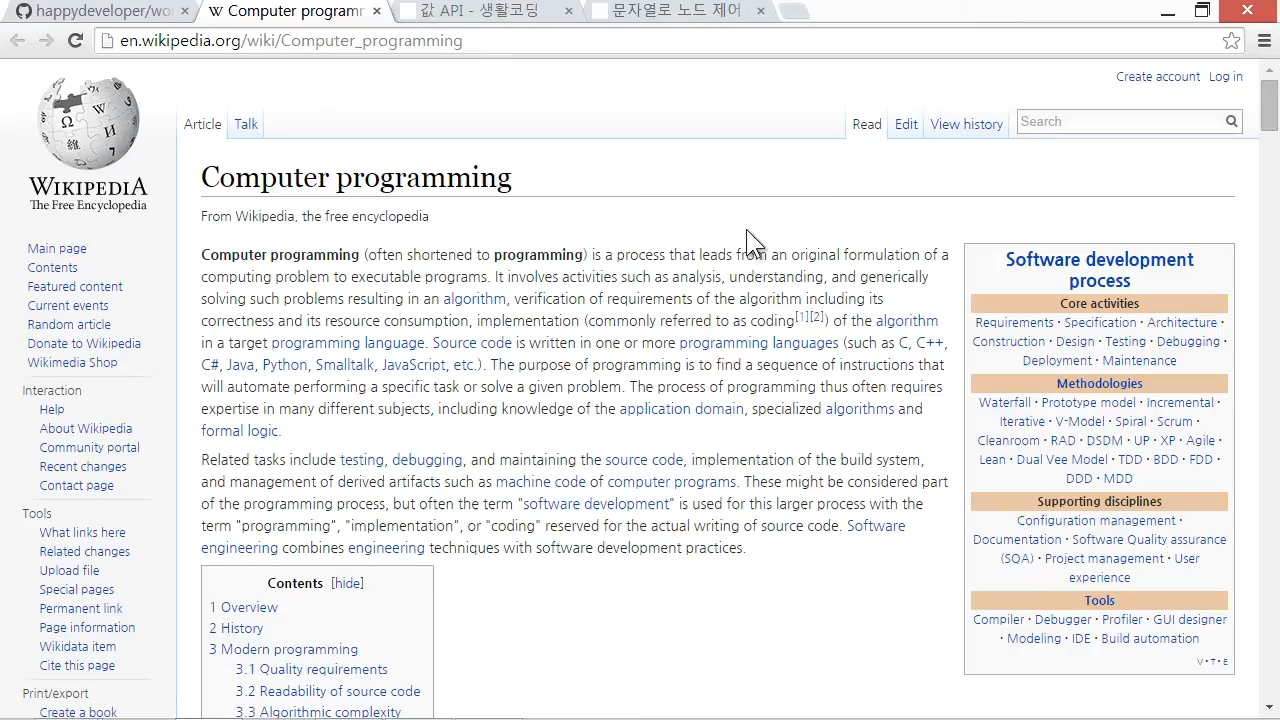 happydeveloper/wo
Computer programm
값 API - 생활코딩
문자열로 노드 제어 -
en.wikipedia.org/wiki/Computer_programming
Create account Log in
WIKIPEDIA
The Free Encyclopedia
Main page
Contents
Featured content
Current events
Random article
Donate to Wikipedia
Wikimedia Shop
Interaction
Help
About Wikipedia
Community portal
Recent changes
Contact page
Tools
What links here
Related changes
Upload file
Special pages
Permanent link
Page information
Wikidata item
Cite this page
Print/export
Create a book
Article Talk
Read Edit View history
Search
Computer programming
From Wikipedia, the free encyclopedia
Computer programming (often shortened to programming) is a process that leads from an original formulation of a
computing problem to executable programs. It involves activities such as analysis, understanding, and generically
solving such problems resulting in an algorithm, verification of requirements of the algorithm including its
correctness and its resource consumption, implementation (commonly referred to as coding[1][2]) of the algorithm
in a target programming language. Source code is written in one or more programming languages (such as C, C++,
C#, Java, Python, Smalltalk, JavaScript, etc.). The purpose of programming is to find a sequence of instructions that
will automate performing a specific task or solve a given problem. The process of programming thus often requires
expertise in many different subjects, including knowledge of the application domain, specialized algorithms and
formal logic.
Related tasks include testing, debugging, and maintaining the source code, implementation of the build system,
and management of derived artifacts such as machine code of computer programs. These might be considered part
of the programming process, but often the term "software development" is used for this larger process with the
term "programming", "implementation", or "coding" reserved for the actual writing of source code. Software
engineering combines engineering techniques with software development practices.
Contents [hide]
1 Overview
2 History
3 Modern programming
3.1 Quality requirements
3.2 Readability of source code
3.3 Algorithmic complexity
Software development
process
Core activities
Requirements · Specification · Architecture ·
Construction · Design · Testing · Debugging ·
Deployment · Maintenance
Methodologies
Waterfall · Prototype model · Incremental ·
Iterative · V-Model · Spiral · Scrum ·
Cleanroom · RAD · DSDM · UP · XP · Agile ·
Lean · Dual Vee Model · TDD · BDD · FDD ·
DDD · MDD
Supporting disciplines
Configuration management ·
Documentation · Software Quality assurance
(SQA) · Project management · User
experience
Tools
Compiler · Debugger · Profiler · GUI designer
· Modeling · IDE · Build automation
V · T · E